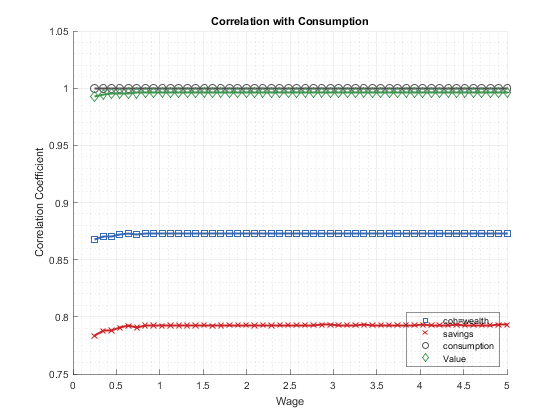 Correlation with Consumption
1.05
1
0.95
0.9
0.85
0.8
0.75
Correlation Coefficient
0 0.5 1 1.5 2 2.5 3 3.5 4 4.5 5
Wage
coh=wealth
savings
consumption
Value